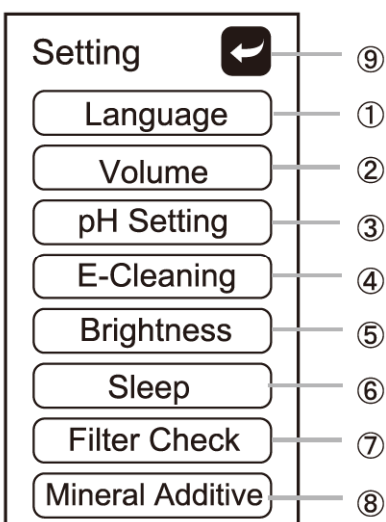 Setting ⑨
Language ①
Volume ②
pH Setting ③
E-Cleaning ④
Brightness ⑤
Sleep ⑥
Filter Check ⑦
Mineral Additive ⑧